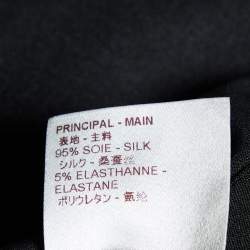 PRINCIPAL - MAIN
表地 - 主料
95% SOIE - SILK
シルク - 桑蚕丝
5% ELASTHANNE -
ELASTANE
ポリウレタン - 氨纶